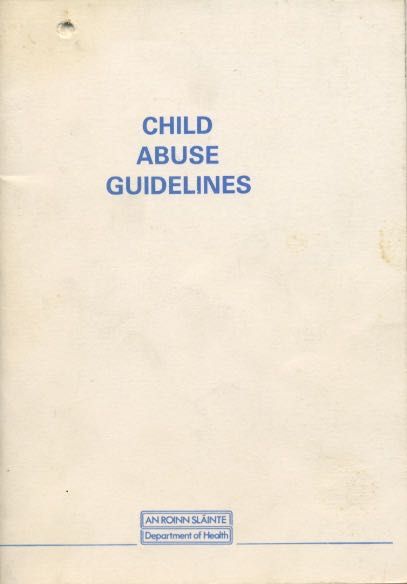 CHILD
ABUSE
GUIDELINES
AN ROINN SLÁINTE
Department of Health